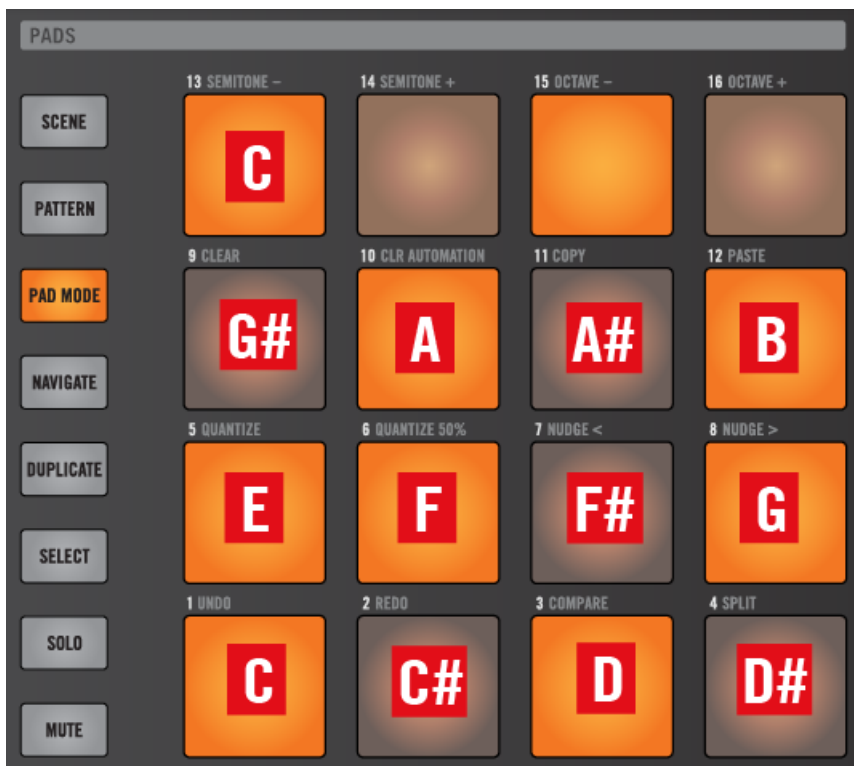 PADS
13 SEMITONE – 14 SEMITONE + 15 OCTAVE – 16 OCTAVE +
SCENE
C
PATTERN
9 CLEAR 10 CLR AUTOMATION 11 COPY 12 PASTE
PAD MODE
G# A A# B
NAVIGATE
5 QUANTIZE 6 QUANTIZE 50% 7 NUDGE < 8 NUDGE >
DUPLICATE
E F F# G
SELECT
1 UNDO 2 REDO 3 COMPARE 4 SPLIT
SOLO
C C# D D#
MUTE